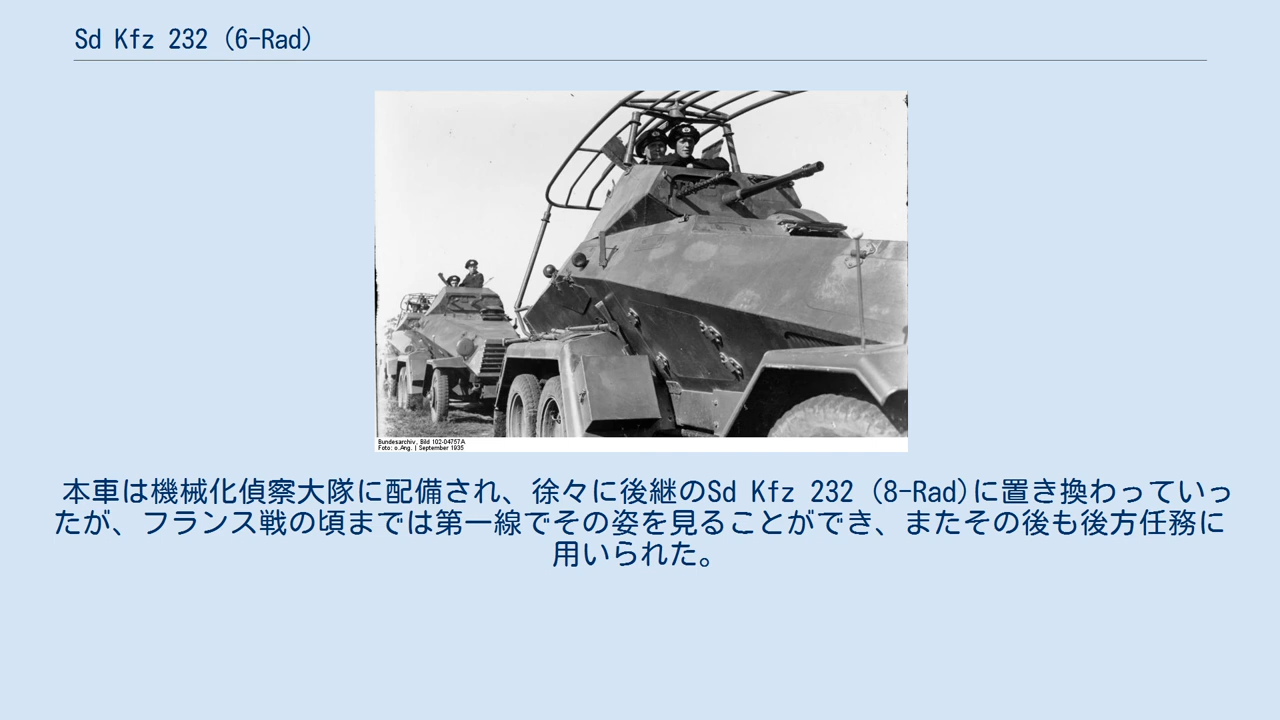 Sd Kfz 232 (6-Rad)
Bundesarchiv, Bild 102-04757A
Foto: o.Ang. | September 1935
本車は機械化偵察大隊に配備され、徐々に後継のSd Kfz 232 (8-Rad)に置き換わっていっ
たが、フランス戦の頃までは第一線でその姿を見ることができ、またその後も後方任務に
用いられた。